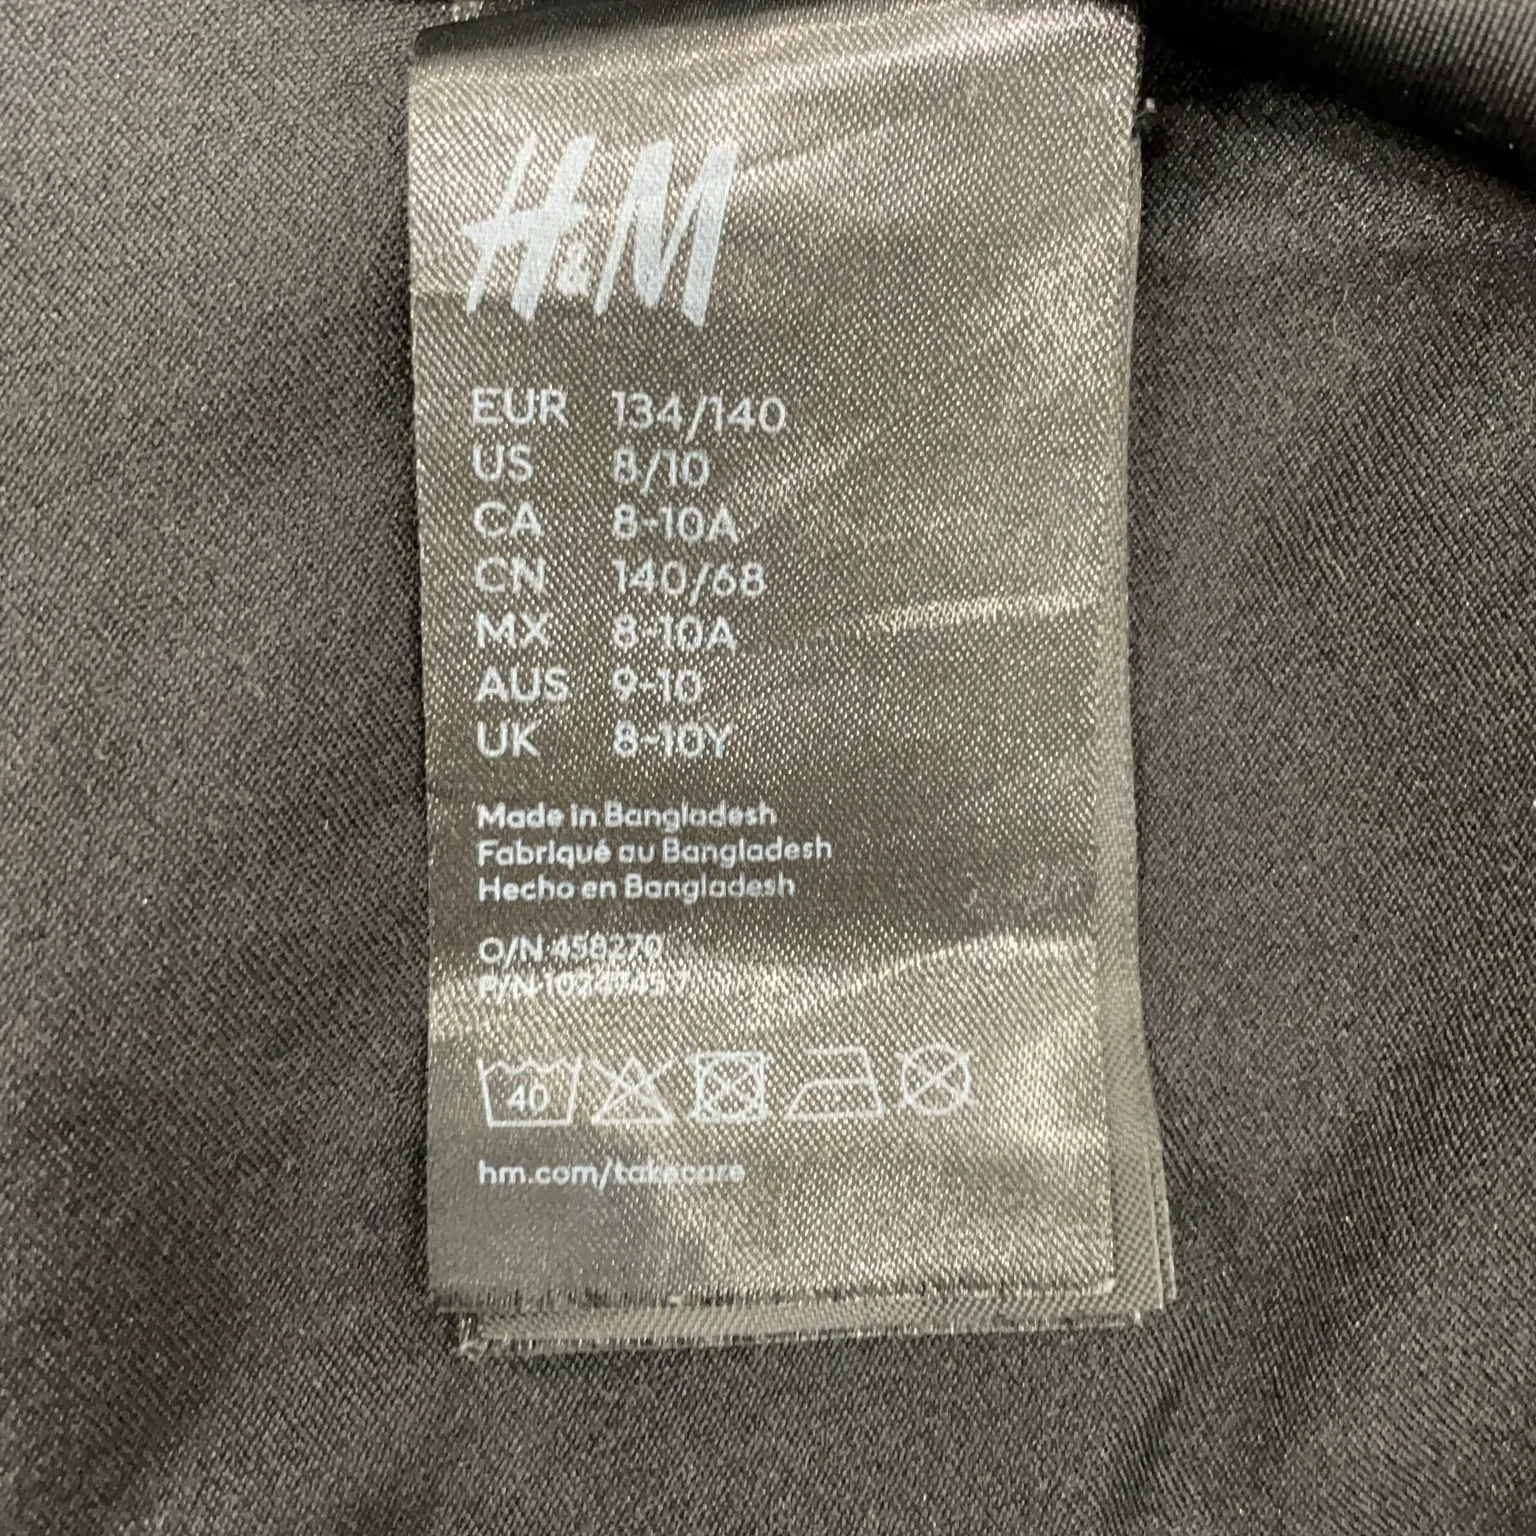 H&M
EUR 134/140
US 8/10
CA 8-10A
CN 140/68
MX 8-10A
AUS 9-10
UK 8-10Y
Made in Bangladesh
Fabriqué au Bangladesh
Hecho en Bangladesh
O/N 458270
P/N
40
hm.com/takecare